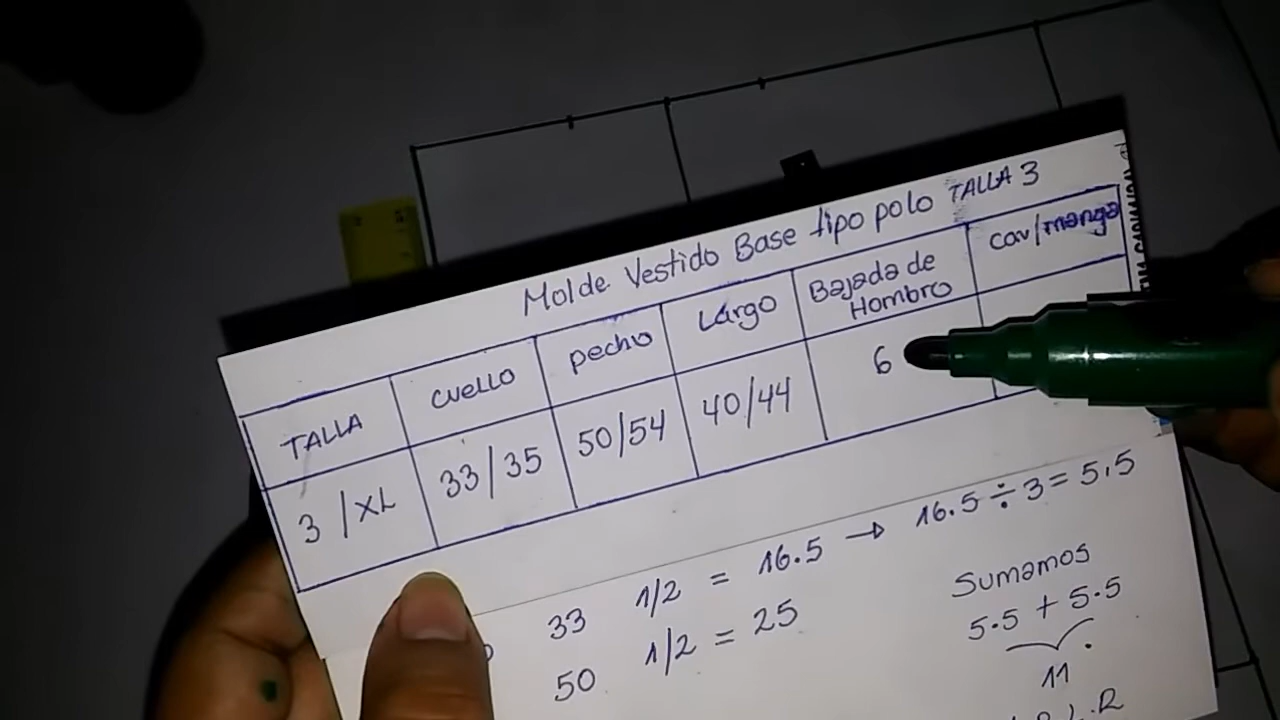 Molde Vestido Base tipo polo TALLA 3
TALLA CUELLO pecho Largo Bajada de Hombro cav/manga
3/XL 33/35 50/54 40/44 6
33 1/2 = 16.5 → 16.5 ÷ 3 = 5.5
50 1/2 = 25
Sumamos
5.5 + 5.5
11